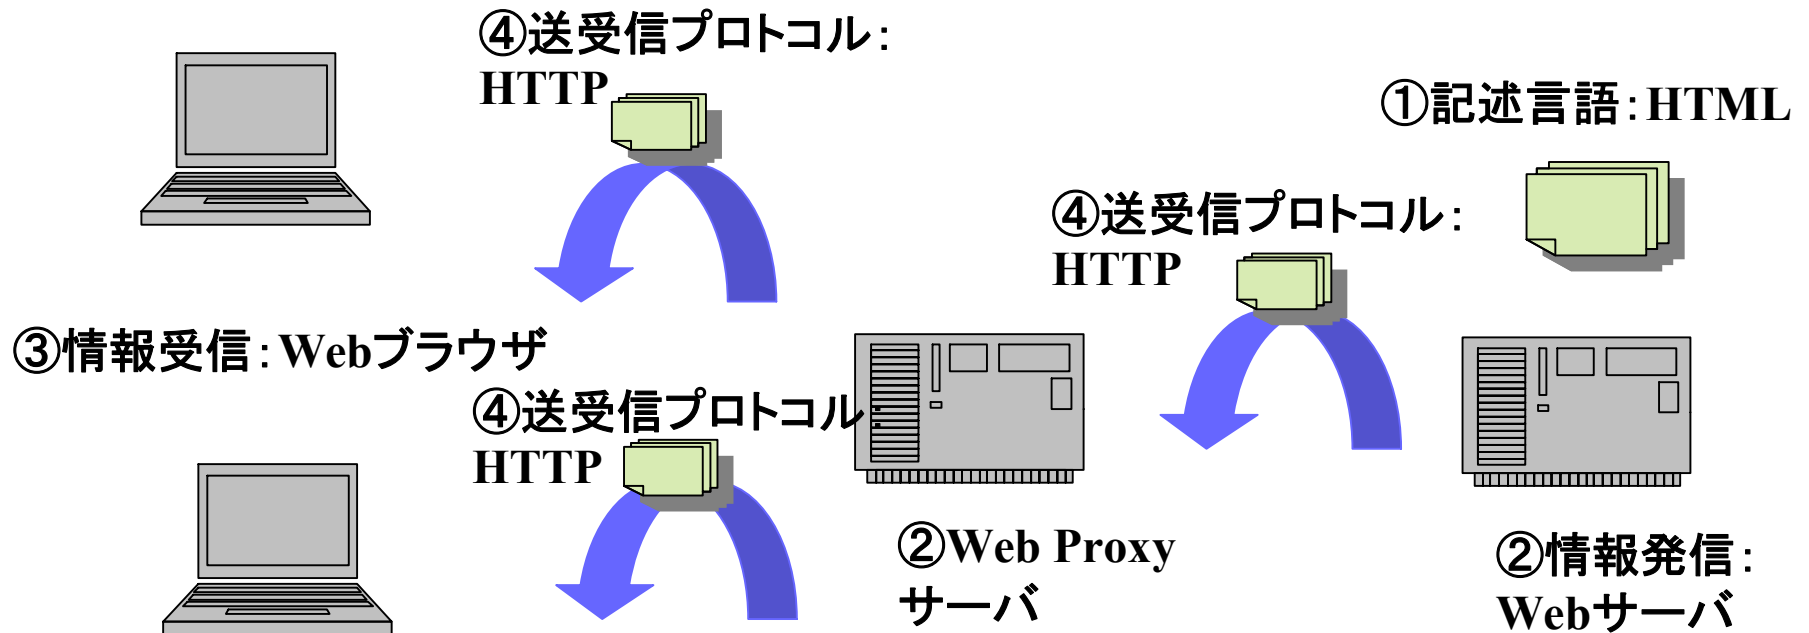 ④送受信プロトコル:
HTTP
①記述言語:HTML
④送受信プロトコル:
HTTP
③情報受信:Webブラウザ
④送受信プロトコル:
HTTP
②Web Proxy
サーバ
②情報発信:
Webサーバ